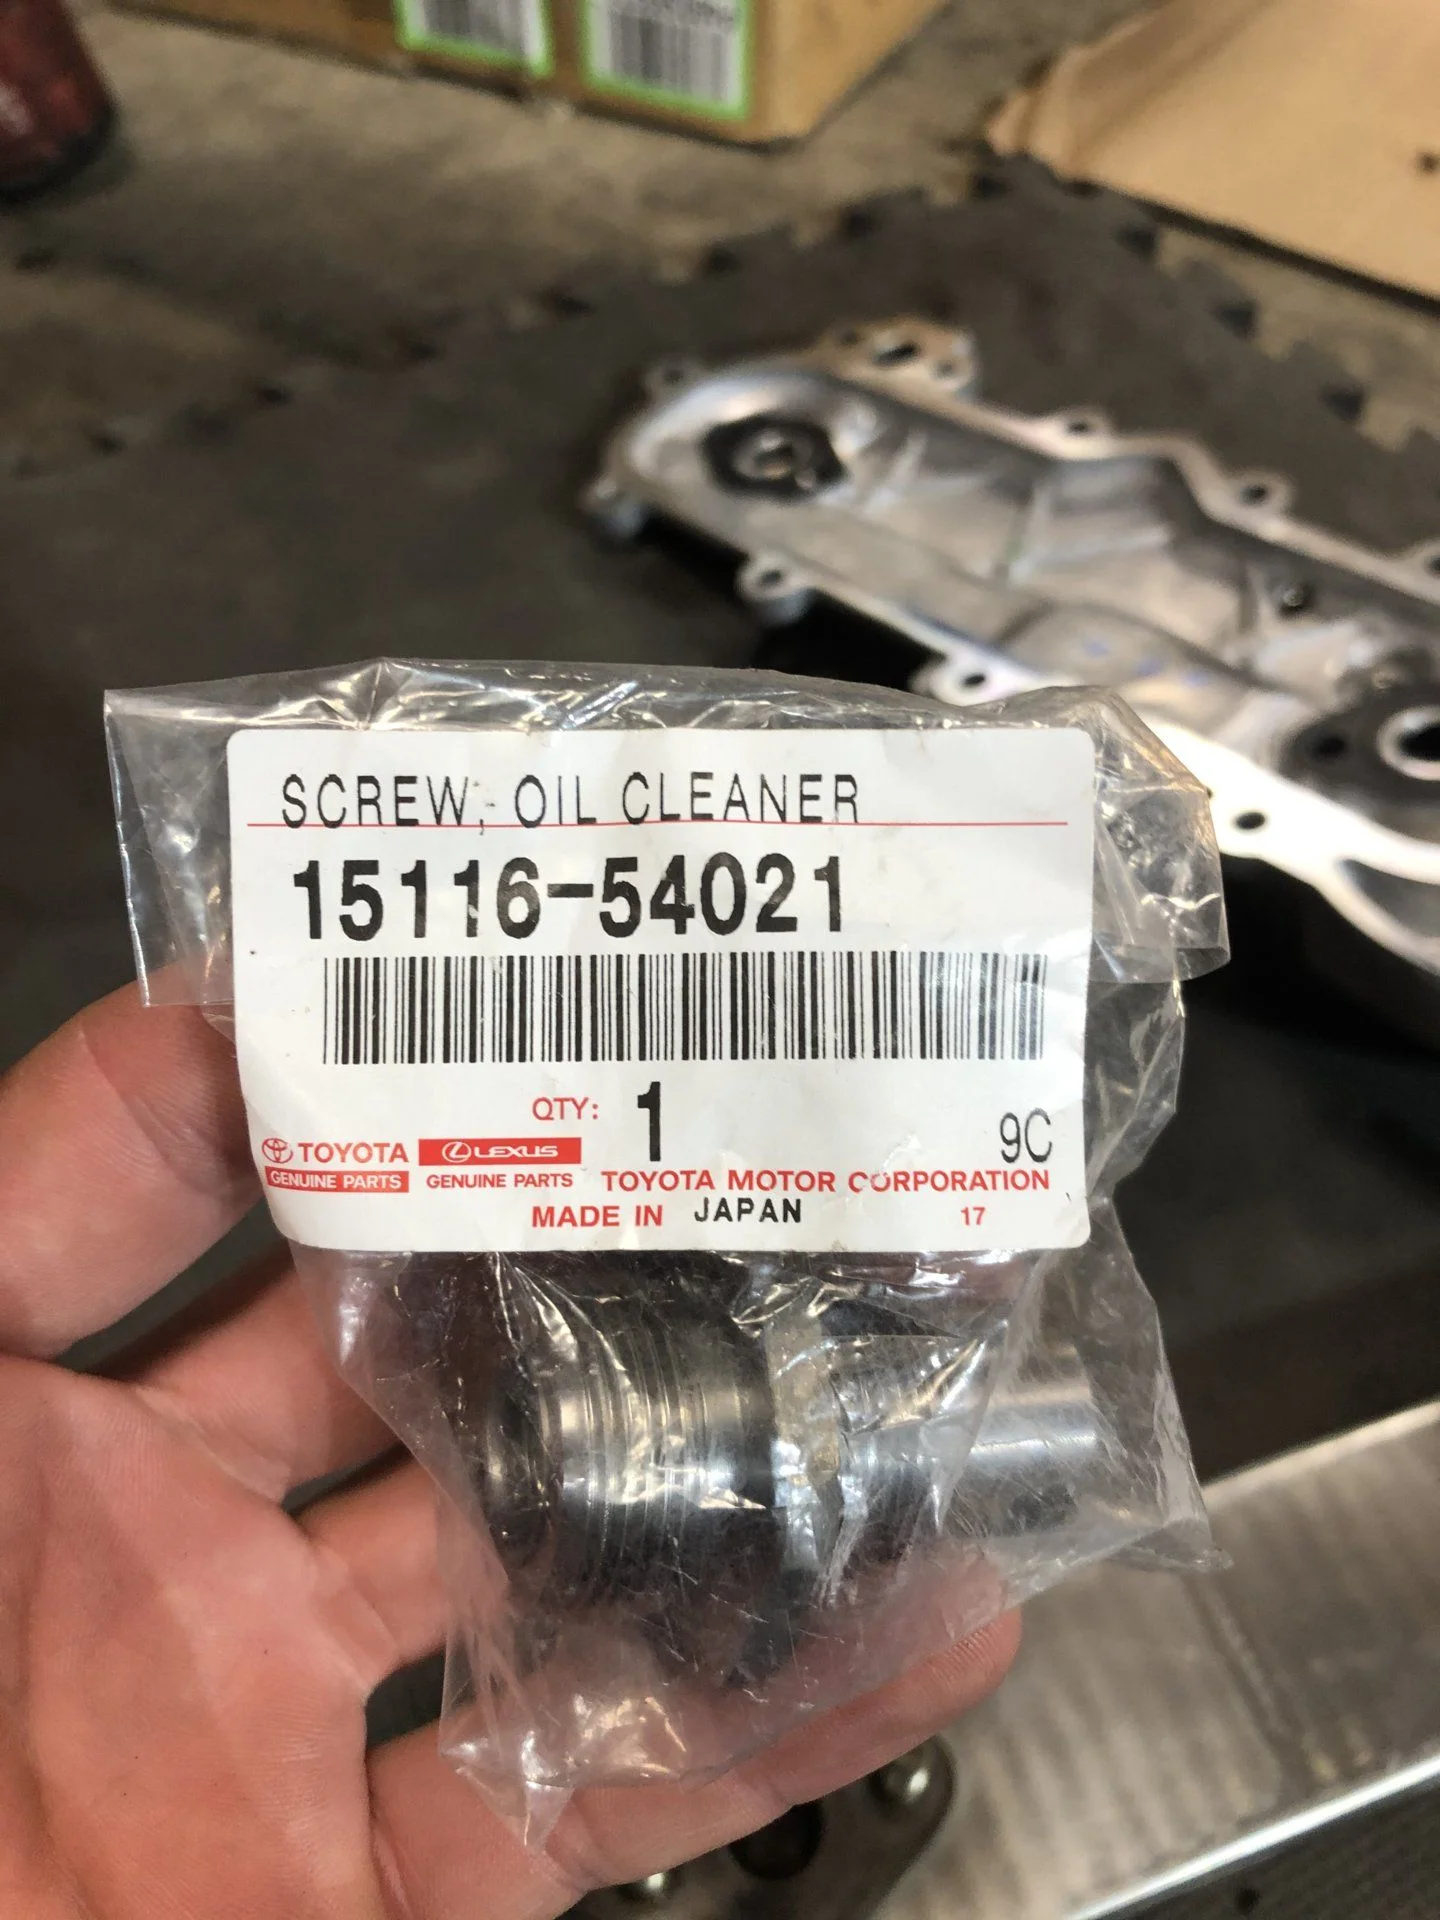 SCREW, OIL CLEANER
15116-54021
QTY: 1
9C
TOYOTA LEXUS
GENUINE PARTS GENUINE PARTS TOYOTA MOTOR CORPORATION
MADE IN JAPAN 17